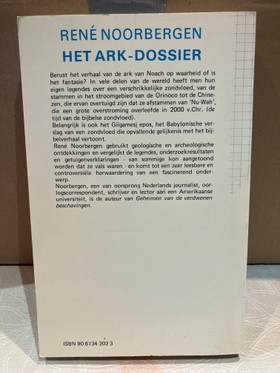 RENÉ NOORBERGEN
HET ARK-DOSSIER
Berust het verhaal van de ark van Noach op waarheid of is
het fantasie? In vele delen van de wereld heeft men hun
eigen legendes over een verschrikkelijke zondvloed, van
de stammen in het stroomgebied van de Orinoco tot de Chine-
zen, die ervan overtuigd zijn dat ze afstammen van 'Nu-Wah',
die een grote overstroming overleefde in 2000 v.Chr. (de
tijd van de bijbelse zondvloed).
Belangrijk is ook het Gilgamesj epos, het Babylonische ver-
slag van een zondvloed die opvallende gelijkenis met het bij-
belverhaal vertoont.
René Noorbergen gebruikt geologische en archeologische
ontdekkingen en vergelijkt de legendes, onderzoekresultaten
en getuigenverklaringen - van sommige kon aangetoond
worden dat ze vals waren - en komt tot een zeer leesbare en
controversiële herwaardering van een fascinerend onder-
werp.
Noorbergen, een van oorsprong Nederlands journalist, oor-
logscorrespondent, schrijver en lector aan een Amerikaanse
universiteit, is de auteur van Geheimen van de verdwenen
beschavingen.
ISBN 90 6134 202 3